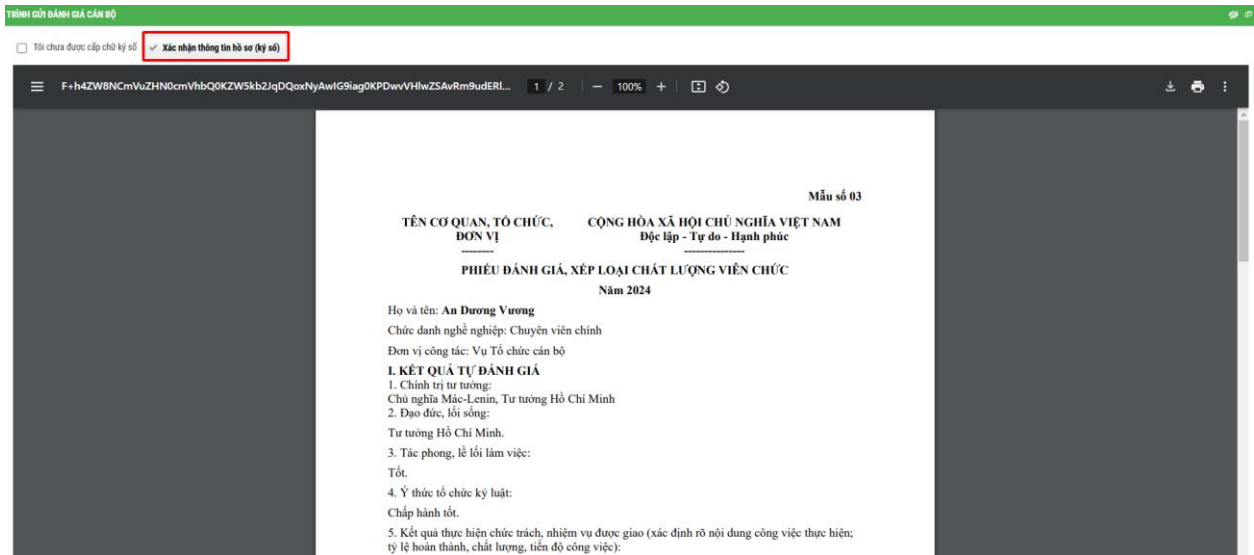 TRÌNH GỬI ĐÁNH GIÁ CÁN BỘ
Tôi chưa được cấp chữ ký số
Xác nhận thông tin hồ sơ (ký số)
1 / 2
100%
Mẫu số 03
TÊN CƠ QUAN, TỔ CHỨC, CỘNG HÒA XÃ HỘI CHỦ NGHĨA VIỆT NAM
ĐƠN VỊ Độc lập - Tự do - Hạnh phúc
-------- ---------------
PHIẾU ĐÁNH GIÁ, XẾP LOẠI CHẤT LƯỢNG VIÊN CHỨC
Năm 2024
Họ và tên: An Dương Vương
Chức danh nghề nghiệp: Chuyên viên chính
Đơn vị công tác: Vụ Tổ chức cán bộ
I. KẾT QUẢ TỰ ĐÁNH GIÁ
1. Chính trị tư tưởng:
Chủ nghĩa Mác-Lenin, Tư tưởng Hồ Chí Minh
2. Đạo đức, lối sống:
Tư tưởng Hồ Chí Minh.
3. Tác phong, lề lối làm việc:
Tốt.
4. Ý thức tổ chức kỷ luật:
Chấp hành tốt.
5. Kết quả thực hiện chức trách, nhiệm vụ được giao (xác định rõ nội dung công việc thực hiện;
tỷ lệ hoàn thành, chất lượng, tiến độ công việc):